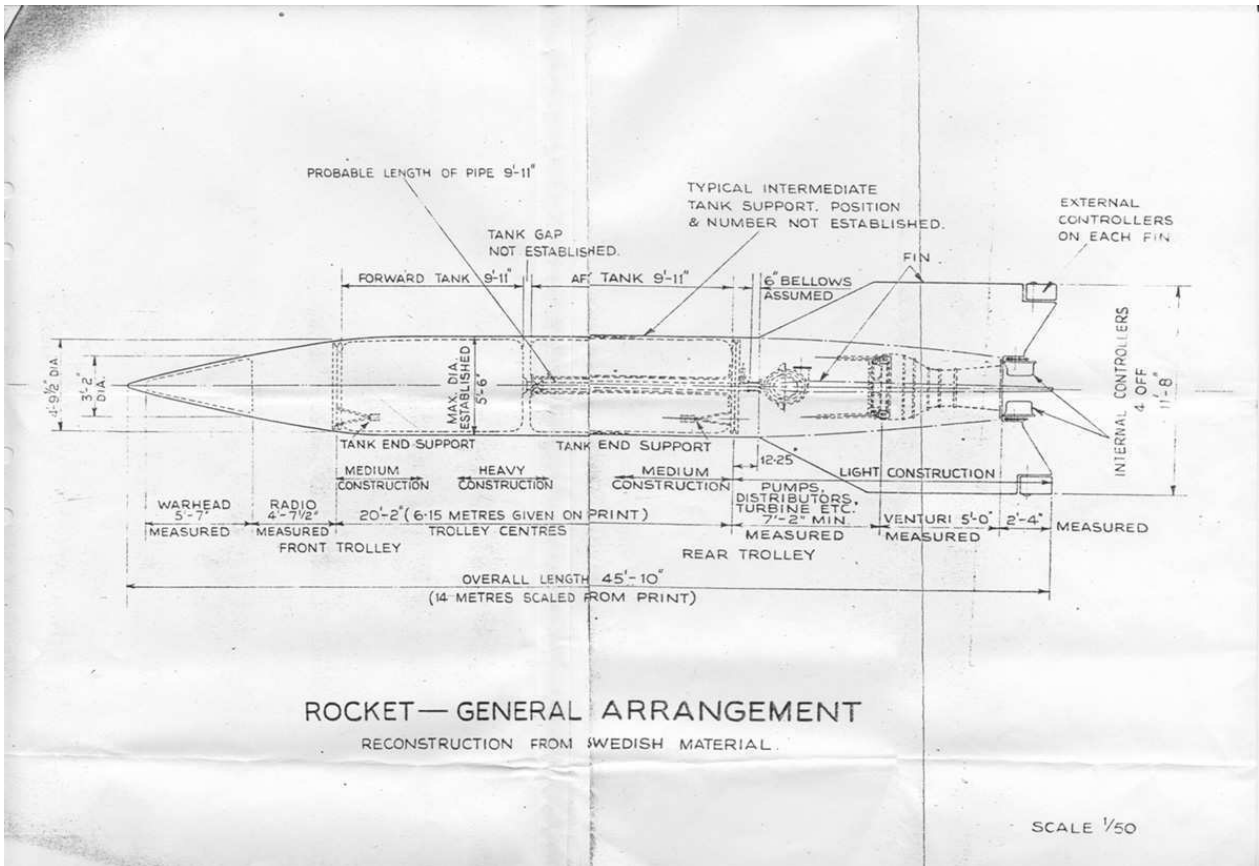 PROBABLE LENGTH OF PIPE 9'-11"
TYPICAL INTERMEDIATE
TANK SUPPORT. POSITION
& NUMBER NOT ESTABLISHED.
EXTERNAL
CONTROLLERS
ON EACH FIN
TANK GAP
NOT ESTABLISHED.
FIN
FORWARD TANK 9'-11"
AFT TANK 9'-11"
6" BELLOWS
ASSUMED
4'-9½" DIA
3'-2"
DIA.
MAX. DIA.
ESTABLISHED
5'-6"
INTERNAL CONTROLLERS
4 OFF
11'-8"
TANK END SUPPORT
TANK END SUPPORT
12·25"
MEDIUM
CONSTRUCTION
HEAVY
CONSTRUCTION
MEDIUM
CONSTRUCTION
LIGHT CONSTRUCTION
PUMPS,
DISTRIBUTORS,
TURBINE ETC.
7'-2" MIN.
MEASURED
WARHEAD
5'-7"
MEASURED
RADIO
4'-7½"
MEASURED
20'-2" (6·15 METRES GIVEN ON PRINT)
TROLLEY CENTRES
VENTURI 5'-0"
MEASURED
2'-4"
MEASURED
FRONT TROLLEY
REAR TROLLEY
OVERALL LENGTH 45'-10"
(14 METRES SCALED FROM PRINT)
ROCKET — GENERAL ARRANGEMENT
RECONSTRUCTION FROM SWEDISH MATERIAL.
SCALE 1/50